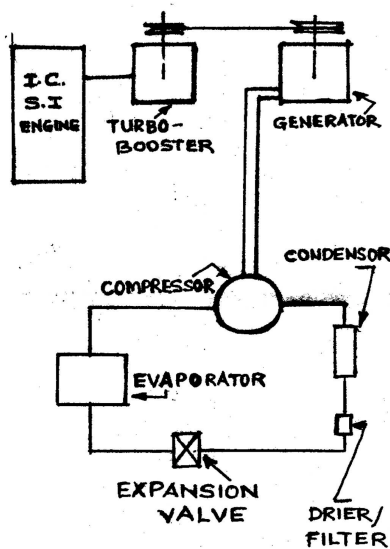 I.C.
S.I
ENGINE
TURBO-
BOOSTER
GENERATOR
COMPRESSOR
CONDENSOR
EVAPORATOR
EXPANSION
VALVE
DRIER/
FILTER